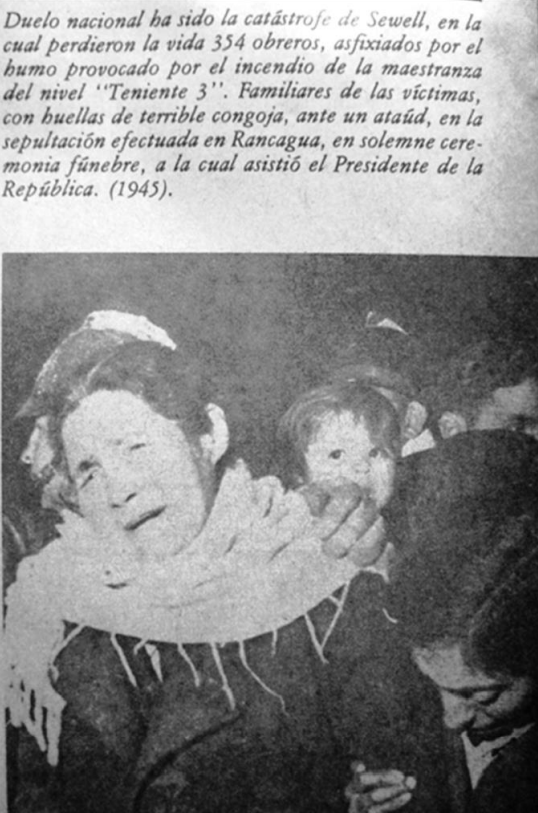 Duelo nacional ha sido la catástrofe de Sewell, en la
cual perdieron la vida 354 obreros, asfixiados por el
humo provocado por el incendio de la maestranza
del nivel "Teniente 3". Familiares de las víctimas,
con huellas de terrible congoja, ante un ataúd, en la
sepultación efectuada en Rancagua, en solemne cere-
monia fúnebre, a la cual asistió el Presidente de la
República. (1945).